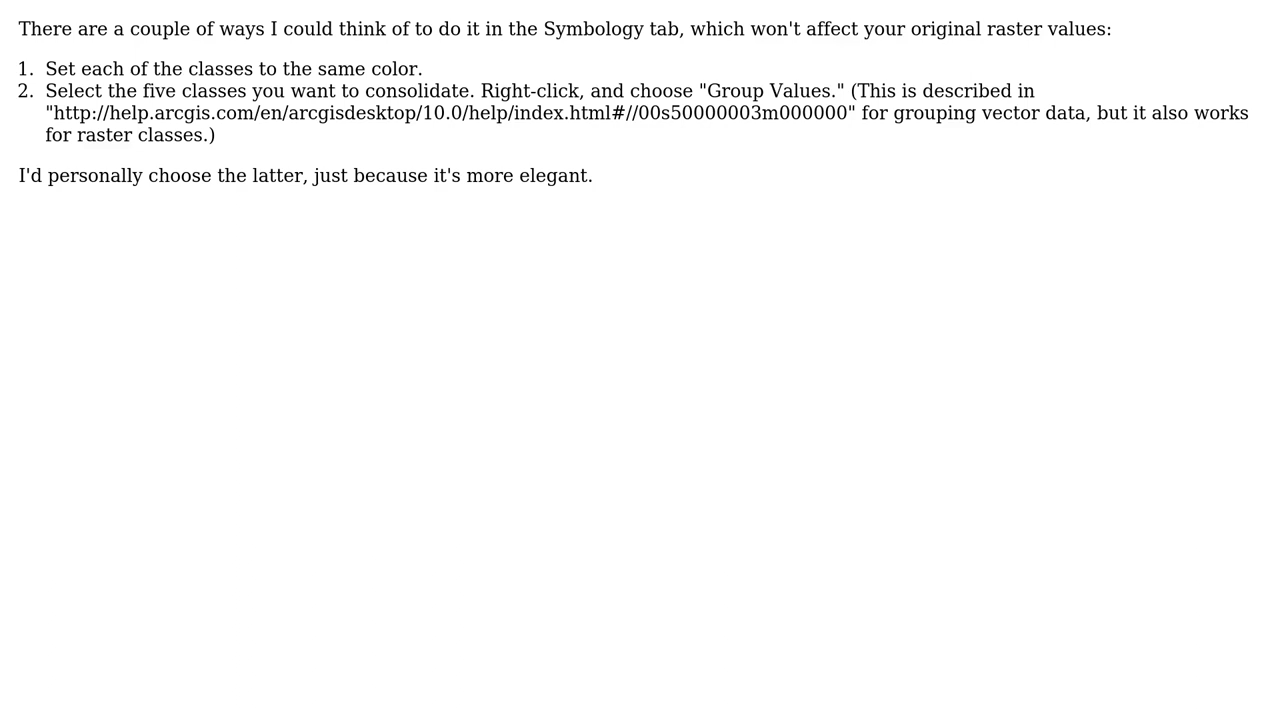 There are a couple of ways I could think of to do it in the Symbology tab, which won't affect your original raster values:
1. Set each of the classes to the same color.
2. Select the five classes you want to consolidate. Right-click, and choose "Group Values." (This is described in
"http://help.arcgis.com/en/arcgisdesktop/10.0/help/index.html#//00s50000003m000000" for grouping vector data, but it also works
for raster classes.)
I'd personally choose the latter, just because it's more elegant.